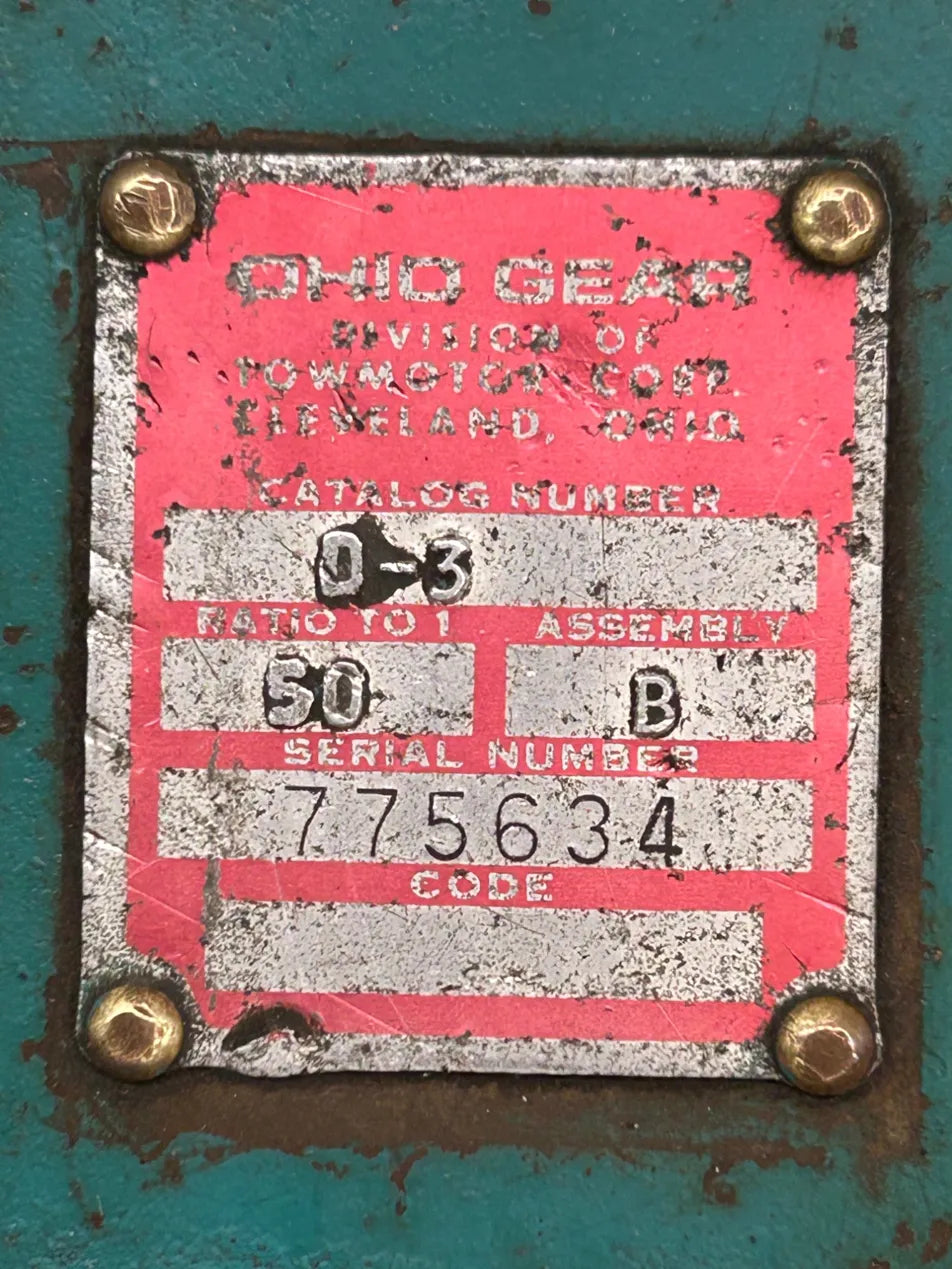 OHIO GEAR
DIVISION OF
TOWMOTOR CORP.
CLEVELAND, OHIO
CATALOG NUMBER
D-3
RATIO TO 1 ASSEMBLY
50 B
SERIAL NUMBER
775634
CODE